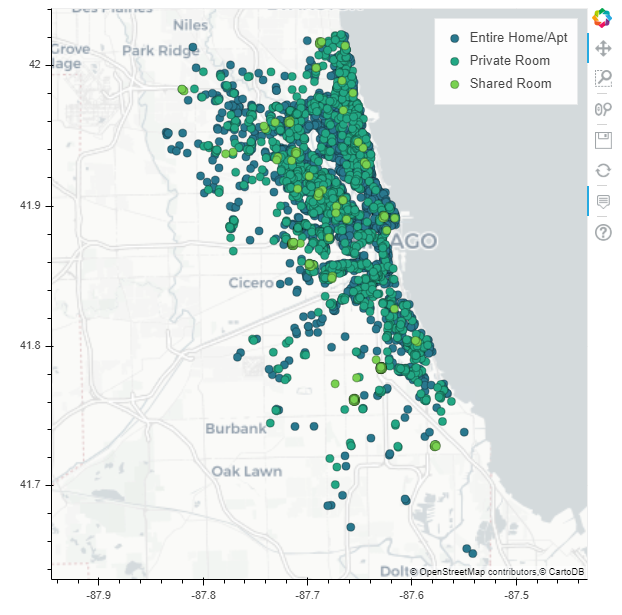 Des Plaines
Niles
Grove
lage
Park Ridge
Entire Home/Apt
Private Room
Shared Room
42
41.9
AGO
Cicero
41.8
Burbank
Oak Lawn
41.7
Dolt
© OpenStreetMap contributors,© CartoDB
-87.9
-87.8
-87.7
-87.6
-87.5